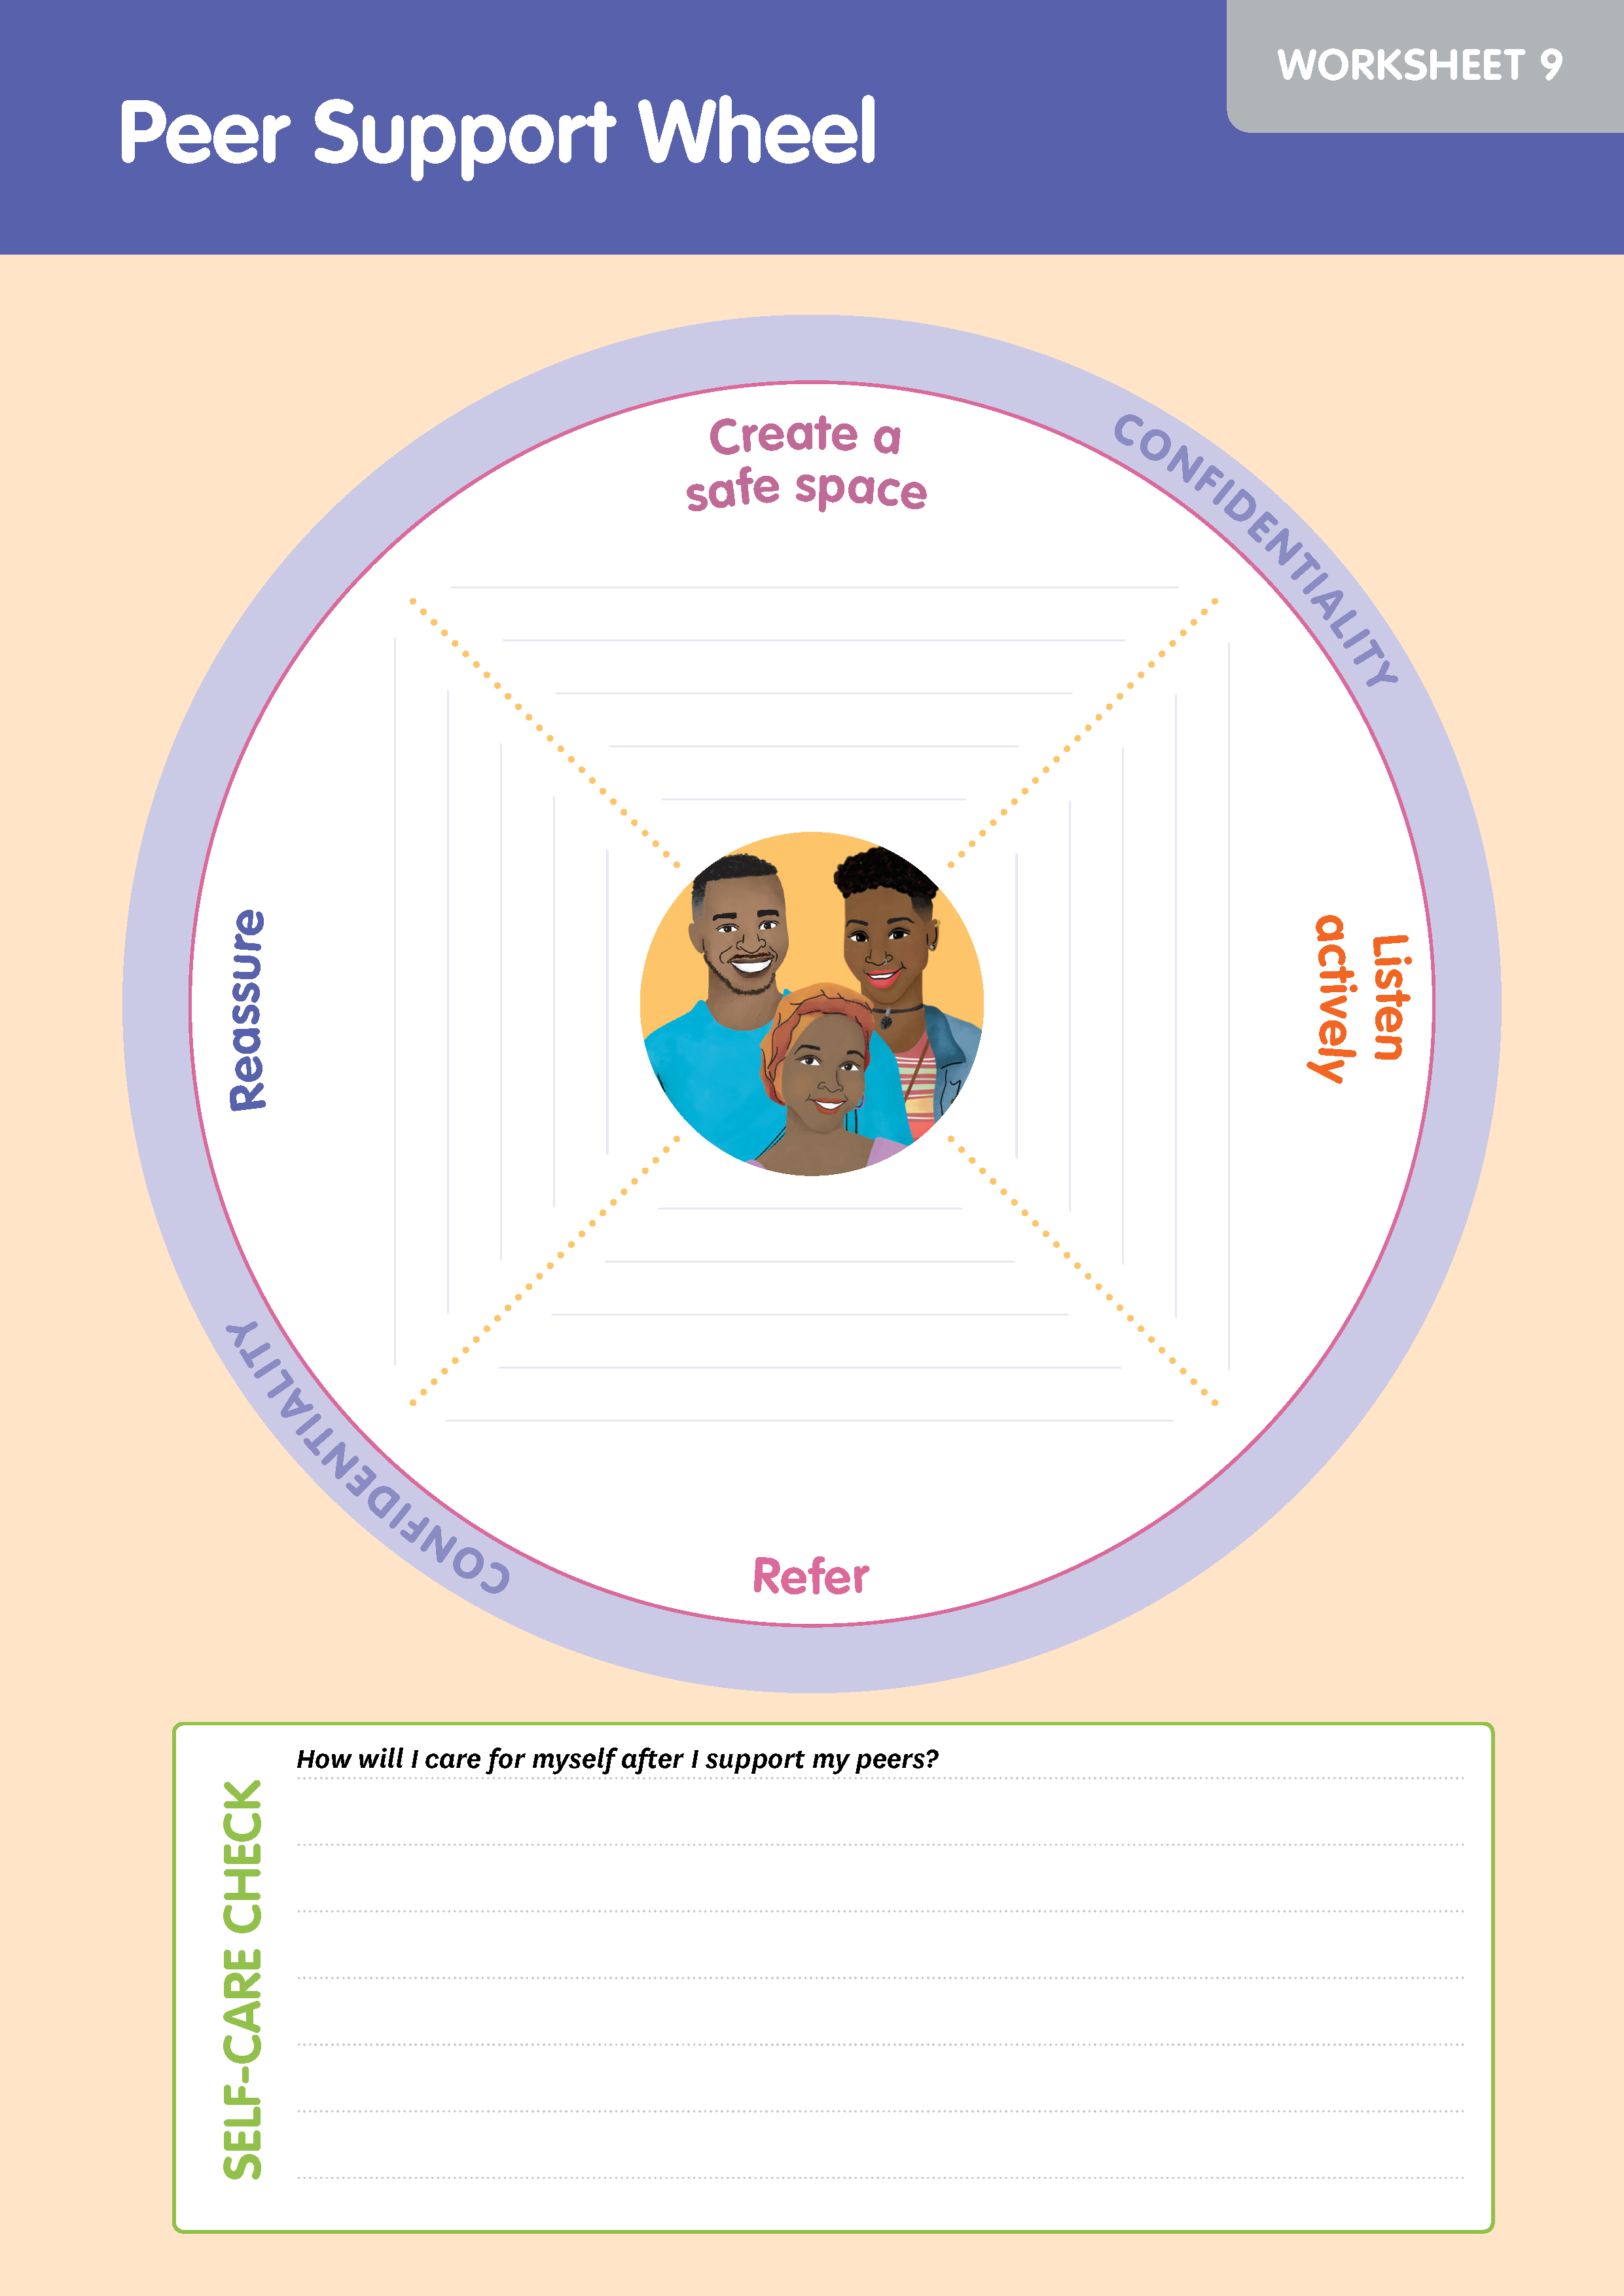 WORKSHEET 9
Peer Support Wheel
Create a
safe space
CONFIDENTIALITY
Listen
actively
Refer
CONFIDENTIALITY
Reassure
SELF-CARE CHECK
How will I care for myself after I support my peers?